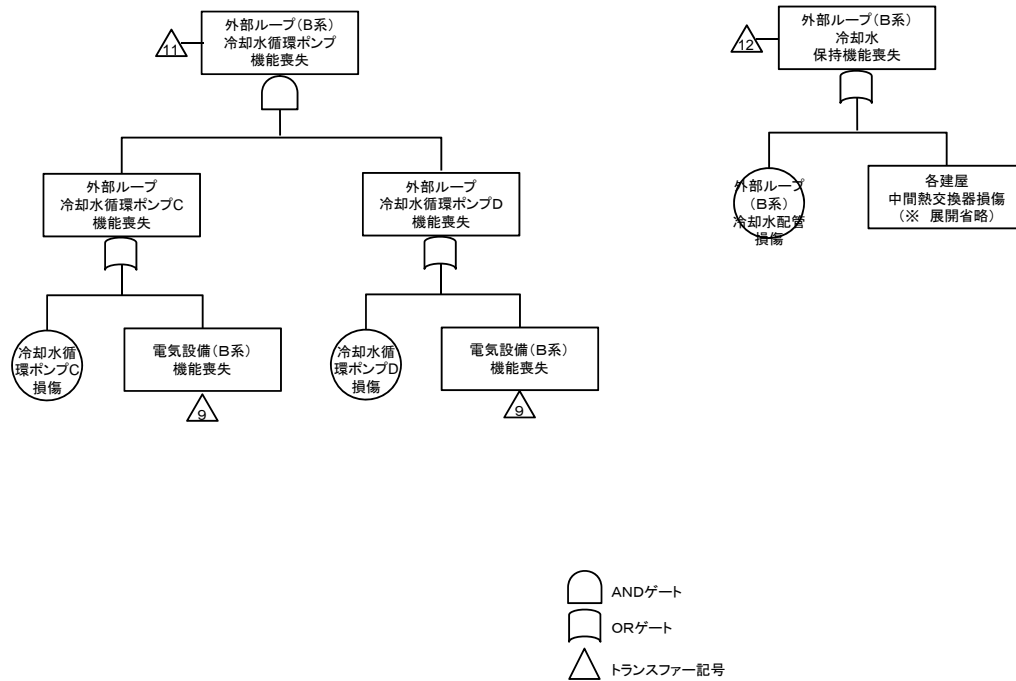 11
外部ループ（B系）
冷却水循環ポンプ
機能喪失
12
外部ループ（B系）
冷却水
保持機能喪失
外部ループ
冷却水循環ポンプC
機能喪失
外部ループ
冷却水循環ポンプD
機能喪失
外部ループ
（B系）
冷却水配管
損傷
各建屋
中間熱交換器損傷
（※ 展開省略）
冷却水循
環ポンプC
損傷
電気設備（B系）
機能喪失
9
冷却水循
環ポンプD
損傷
電気設備（B系）
機能喪失
9
ANDゲート
ORゲート
トランスファー記号